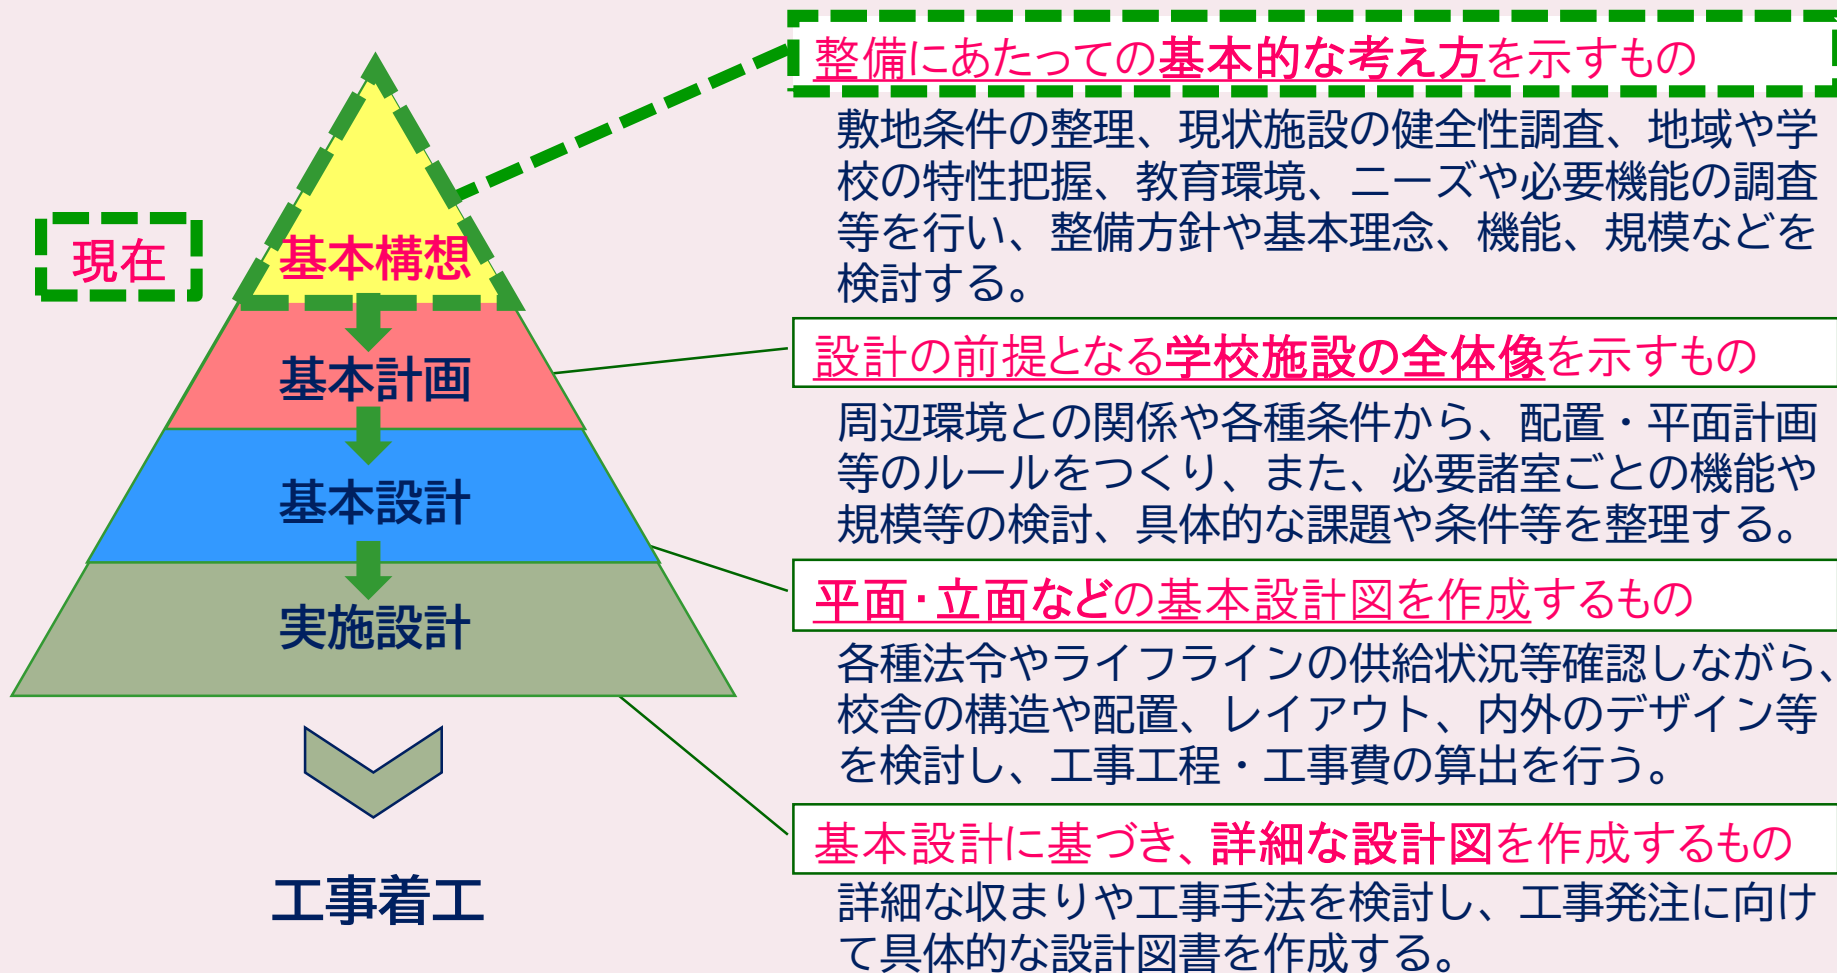 現在
基本構想
基本計画
基本設計
実施設計
工事着工
整備にあたっての基本的な考え方を示すもの
敷地条件の整理、現状施設の健全性調査、地域や学
校の特性把握、教育環境、ニーズや必要機能の調査
等を行い、整備方針や基本理念、機能、規模などを
検討する。
設計の前提となる学校施設の全体像を示すもの
周辺環境との関係や各種条件から、配置・平面計画
等のルールをつくり、また、必要諸室ごとの機能や
規模等の検討、具体的な課題や条件等を整理する。
平面・立面などの基本設計図を作成するもの
各種法令やライフラインの供給状況等確認しながら、
校舎の構造や配置、レイアウト、内外のデザイン等
を検討し、工事工程・工事費の算出を行う。
基本設計に基づき、詳細な設計図を作成するもの
詳細な収まりや工事手法を検討し、工事発注に向け
て具体的な設計図書を作成する。